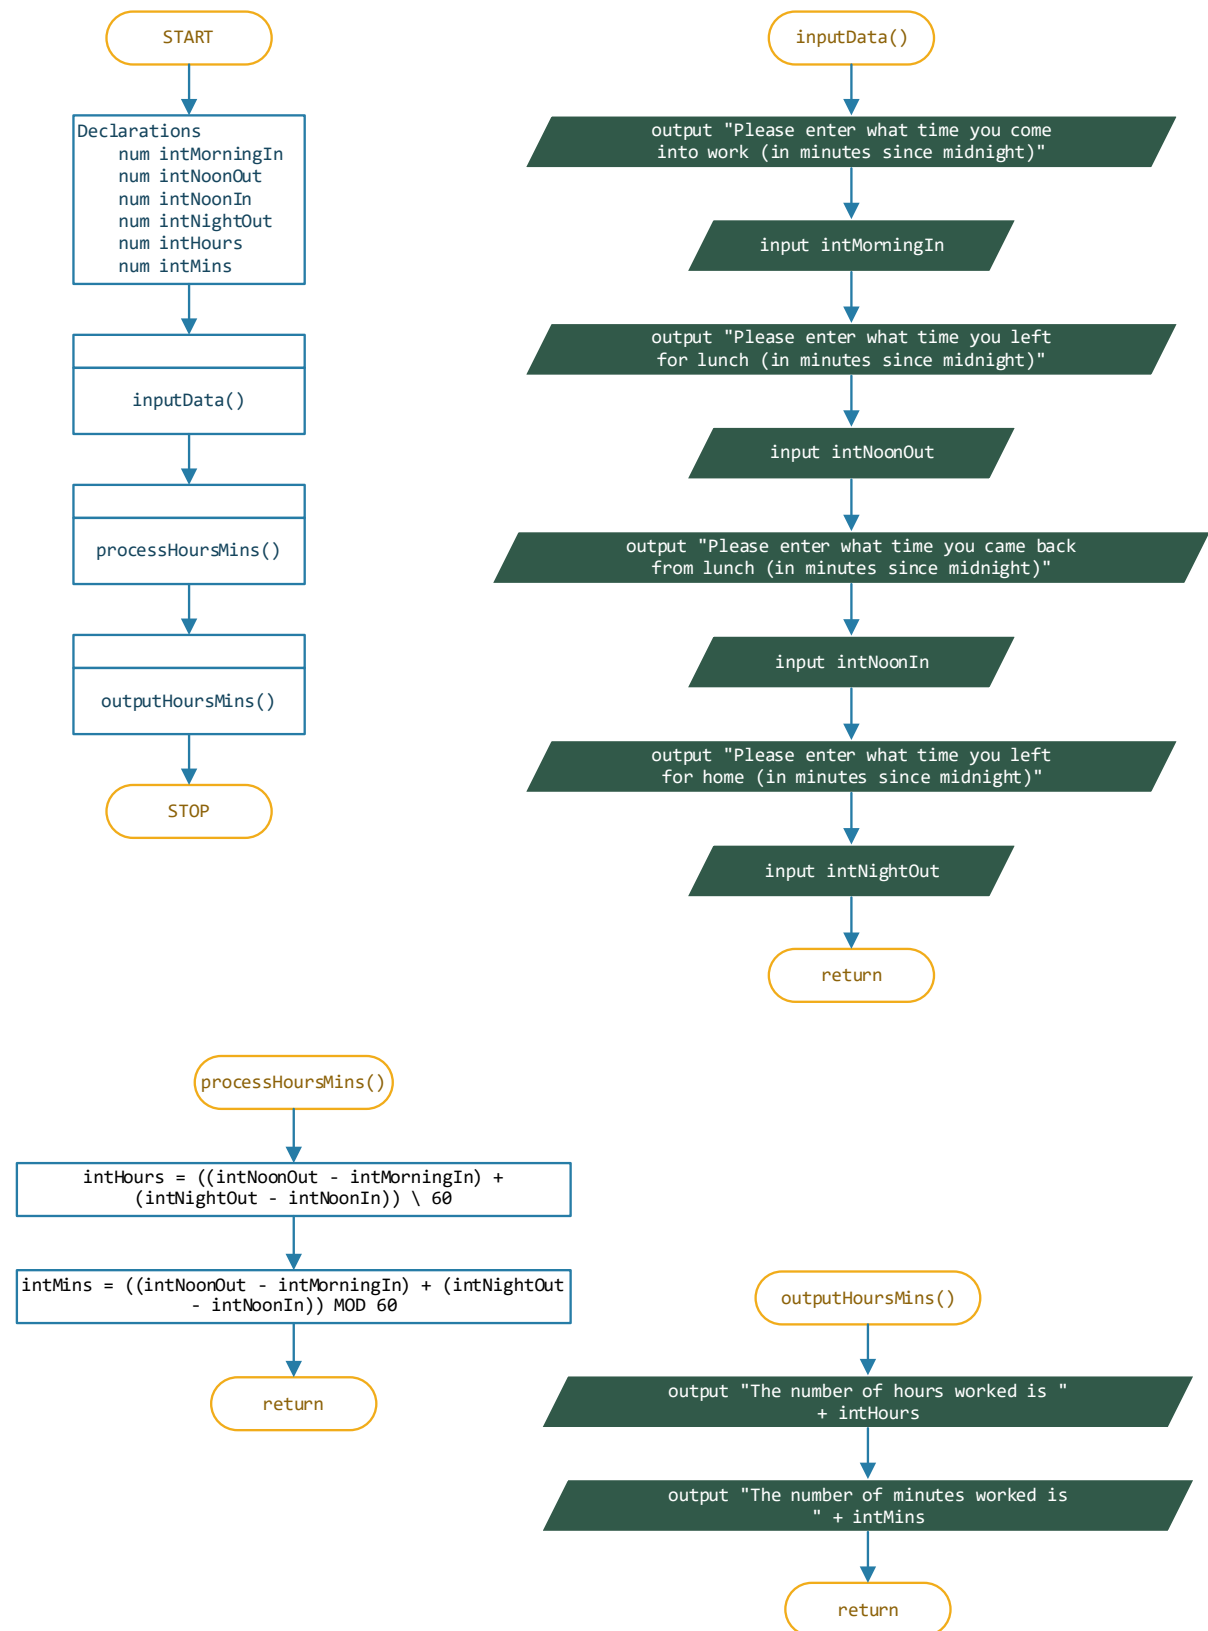 START
Declarations
num intMorningIn
num intNoonOut
num intNoonIn
num intNightOut
num intHours
num intMins
inputData()
processHoursMins()
outputHoursMins()
STOP
inputData()
output "Please enter what time you come
into work (in minutes since midnight)"
input intMorningIn
output "Please enter what time you left
for lunch (in minutes since midnight)"
input intNoonOut
output "Please enter what time you came back
from lunch (in minutes since midnight)"
input intNoonIn
output "Please enter what time you left
for home (in minutes since midnight)"
input intNightOut
return
processHoursMins()
intHours = ((intNoonOut - intMorningIn) +
(intNightOut - intNoonIn)) \ 60
intMins = ((intNoonOut - intMorningIn) + (intNightOut
- intNoonIn)) MOD 60
return
outputHoursMins()
output "The number of hours worked is "
+ intHours
output "The number of minutes worked is
" + intMins
return